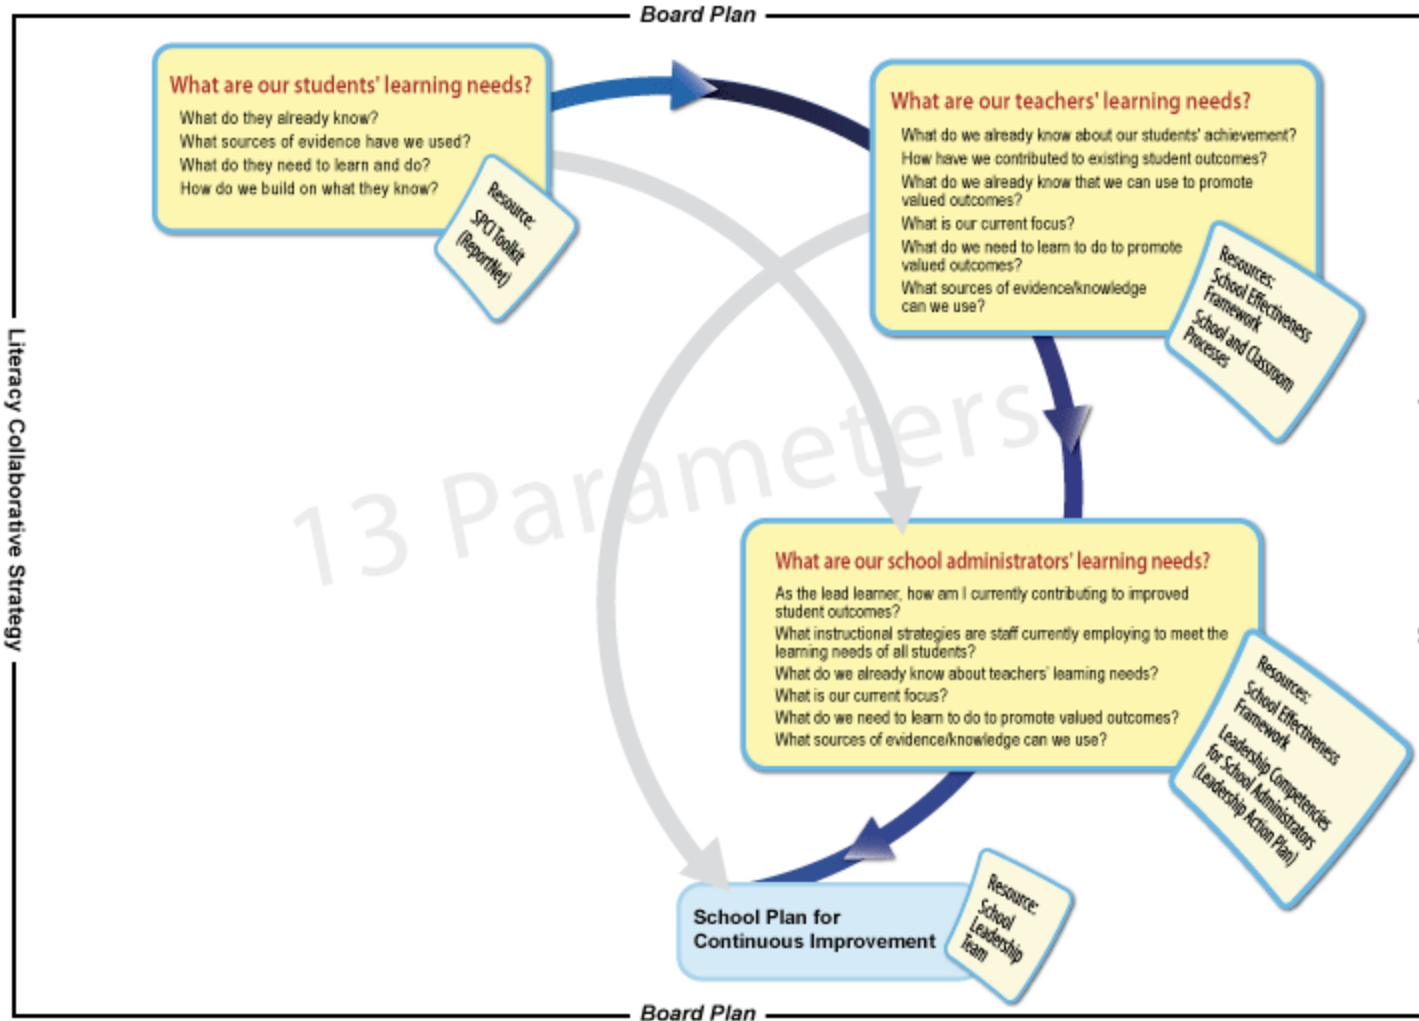 Board Plan
What are our students' learning needs?
What do they already know?
What sources of evidence have we used?
What do they need to learn and do?
How do we build on what they know?
Resource:
SPCI Toolkit
(ReportNet)
What are our teachers' learning needs?
What do we already know about our students' achievement?
How have we contributed to existing student outcomes?
What do we already know that we can use to promote
valued outcomes?
What is our current focus?
What do we need to learn to do to promote
valued outcomes?
What sources of evidence/knowledge
can we use?
Resources:
School Effectiveness
Framework
School and Classroom
Processes
Literacy Collaborative Strategy
13 Parameters
What are our school administrators' learning needs?
As the lead learner, how am I currently contributing to improved
student outcomes?
What instructional strategies are staff currently employing to meet the
learning needs of all students?
What do we already know about teachers' learning needs?
What is our current focus?
What do we need to learn to do to promote valued outcomes?
What sources of evidence/knowledge can we use?
Resources:
School Effectiveness
Framework
Leadership Competencies
for School Administrators
(Leadership Action Plan)
School Plan for
Continuous Improvement
Resource:
School
Leadership
Team
Board Plan